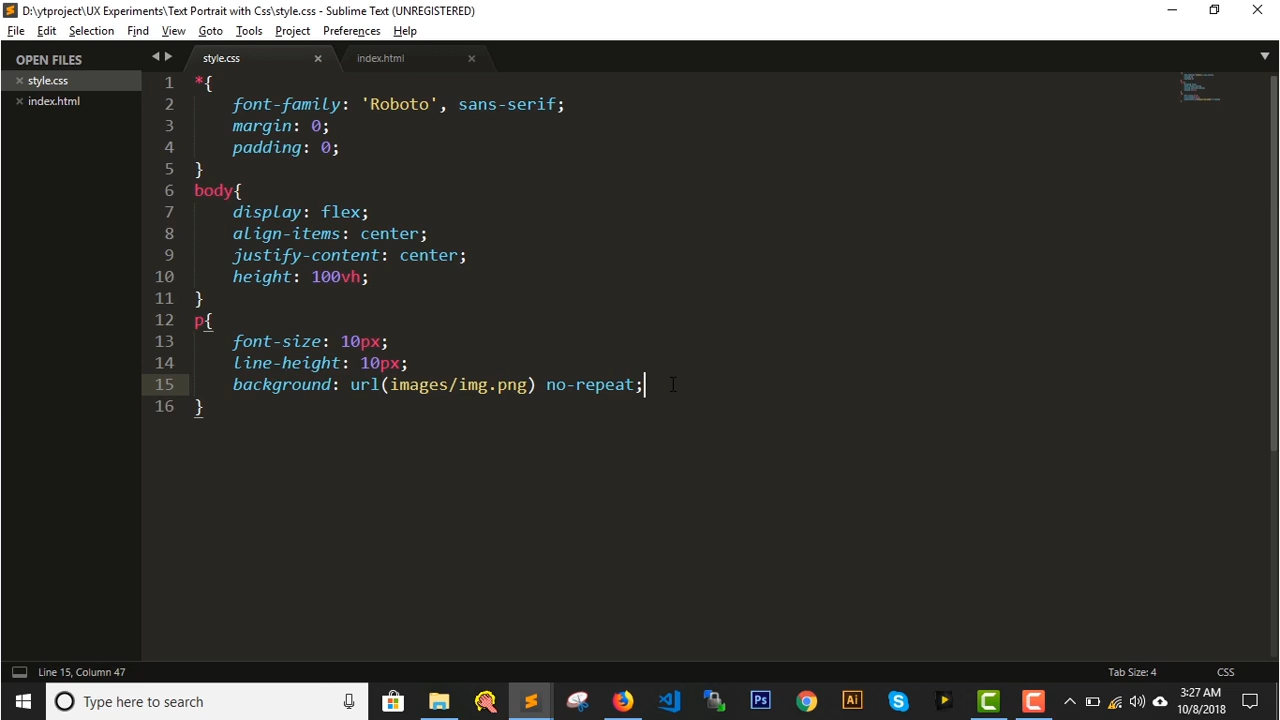 D:\ytproject\UX Experiments\Text Portrait with Css\style.css - Sublime Text (UNREGISTERED)
File Edit Selection Find View Goto Tools Project Preferences Help
OPEN FILES
style.css
index.html
style.css index.html
1 *{
2 font-family: 'Roboto', sans-serif;
3 margin: 0;
4 padding: 0;
5 }
6 body{
7 display: flex;
8 align-items: center;
9 justify-content: center;
10 height: 100vh;
11 }
12 p{
13 font-size: 10px;
14 line-height: 10px;
15 background: url(images/img.png) no-repeat;
16 }
Line 15, Column 47
Tab Size: 4
CSS
Type here to search
Ps
Ai
3:27 AM
10/8/2018